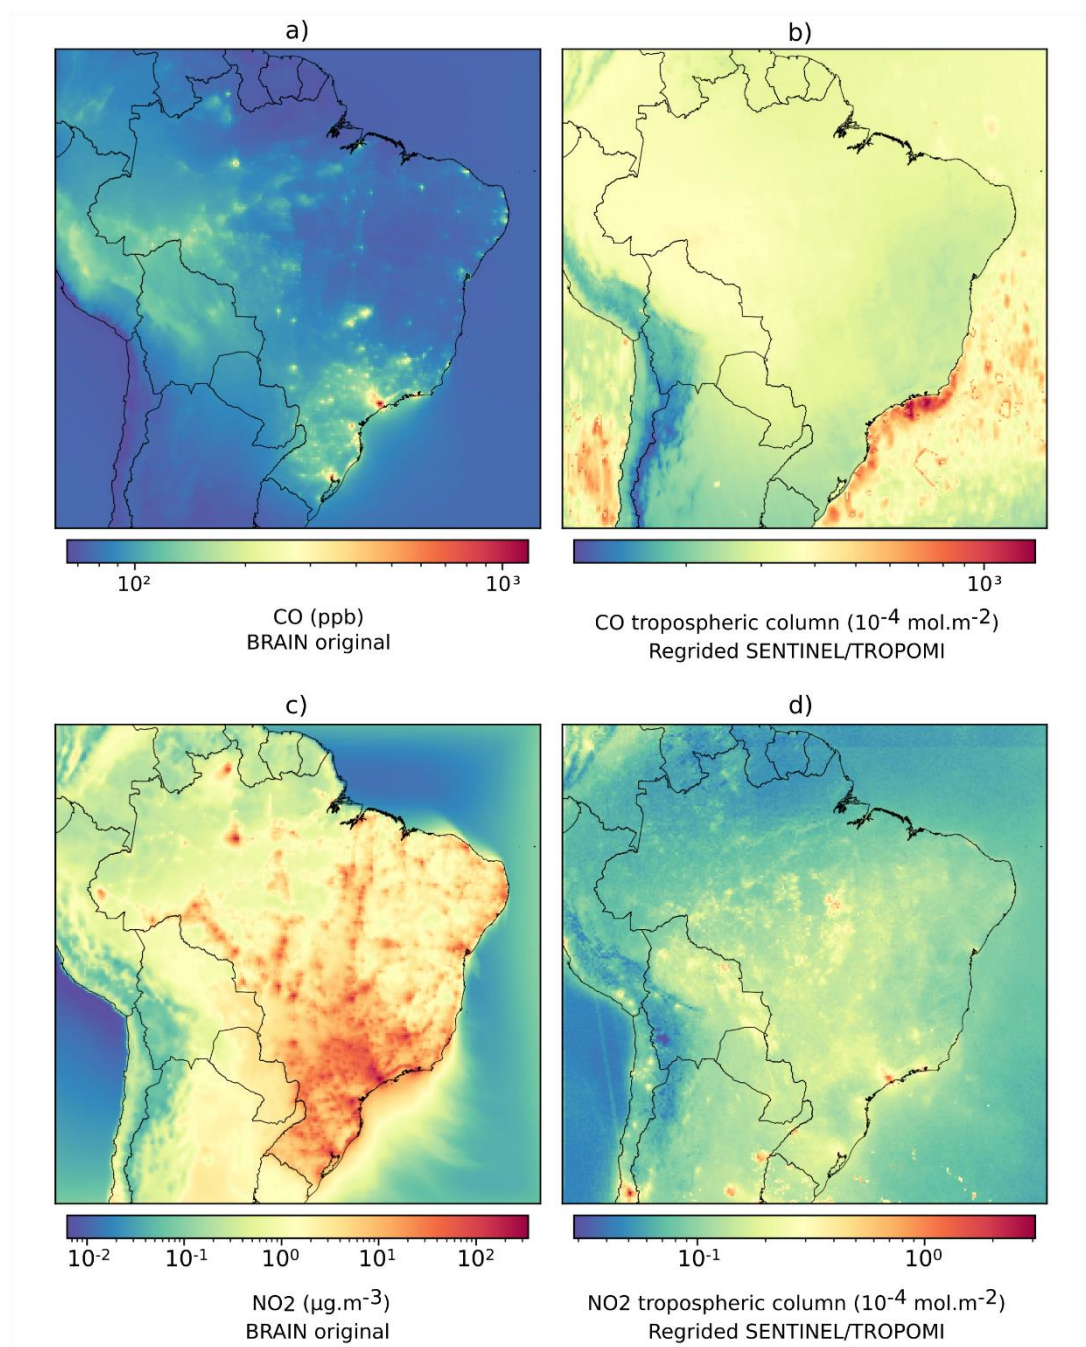 a)
b)
10² 10³
10³
CO (ppb)
BRAIN original
CO tropospheric column (10⁻⁴ mol.m⁻²)
Regrided SENTINEL/TROPOMI
c)
d)
10⁻² 10⁻¹ 10⁰ 10¹ 10²
10⁻¹ 10⁰
NO2 (µg.m⁻³)
BRAIN original
NO2 tropospheric column (10⁻⁴ mol.m⁻²)
Regrided SENTINEL/TROPOMI